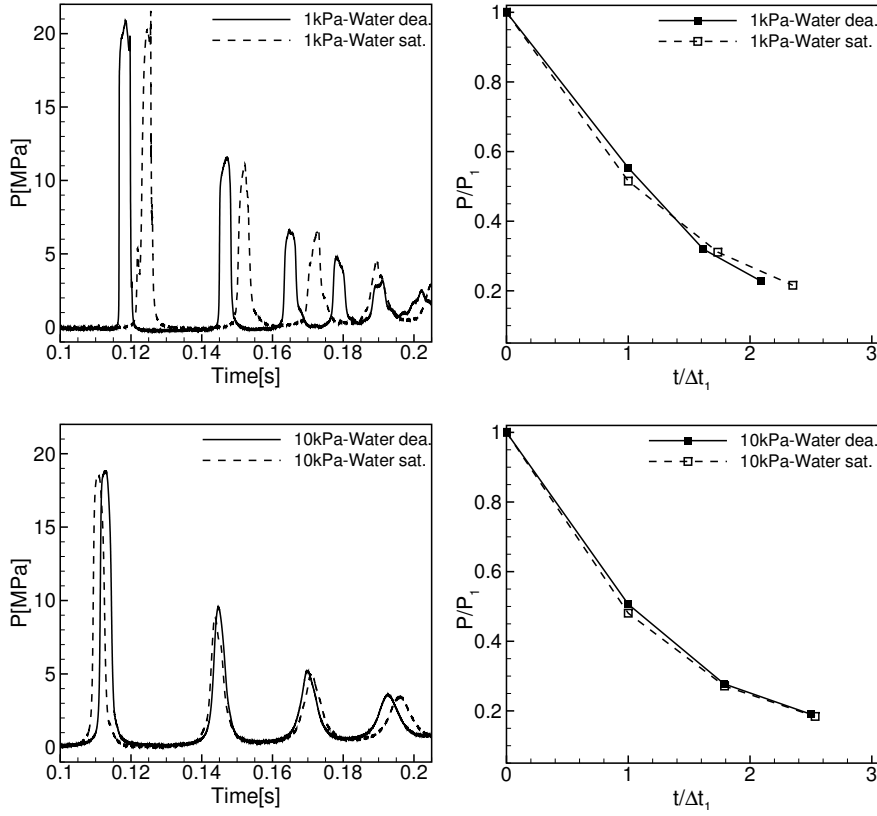 1kPa-Water dea.
1kPa-Water sat.
P[MPa]
20
15
10
5
0
0.1 0.12 0.14 0.16 0.18 0.2
Time[s]
1kPa-Water dea.
1kPa-Water sat.
P/P₁
1
0.8
0.6
0.4
0.2
0 1 2 3
t/Δt₁
10kPa-Water dea.
10kPa-Water sat.
P[MPa]
20
15
10
5
0
0.1 0.12 0.14 0.16 0.18 0.2
Time[s]
10kPa-Water dea.
10kPa-Water sat.
P/P₁
1
0.8
0.6
0.4
0.2
0 1 2 3
t/Δt₁